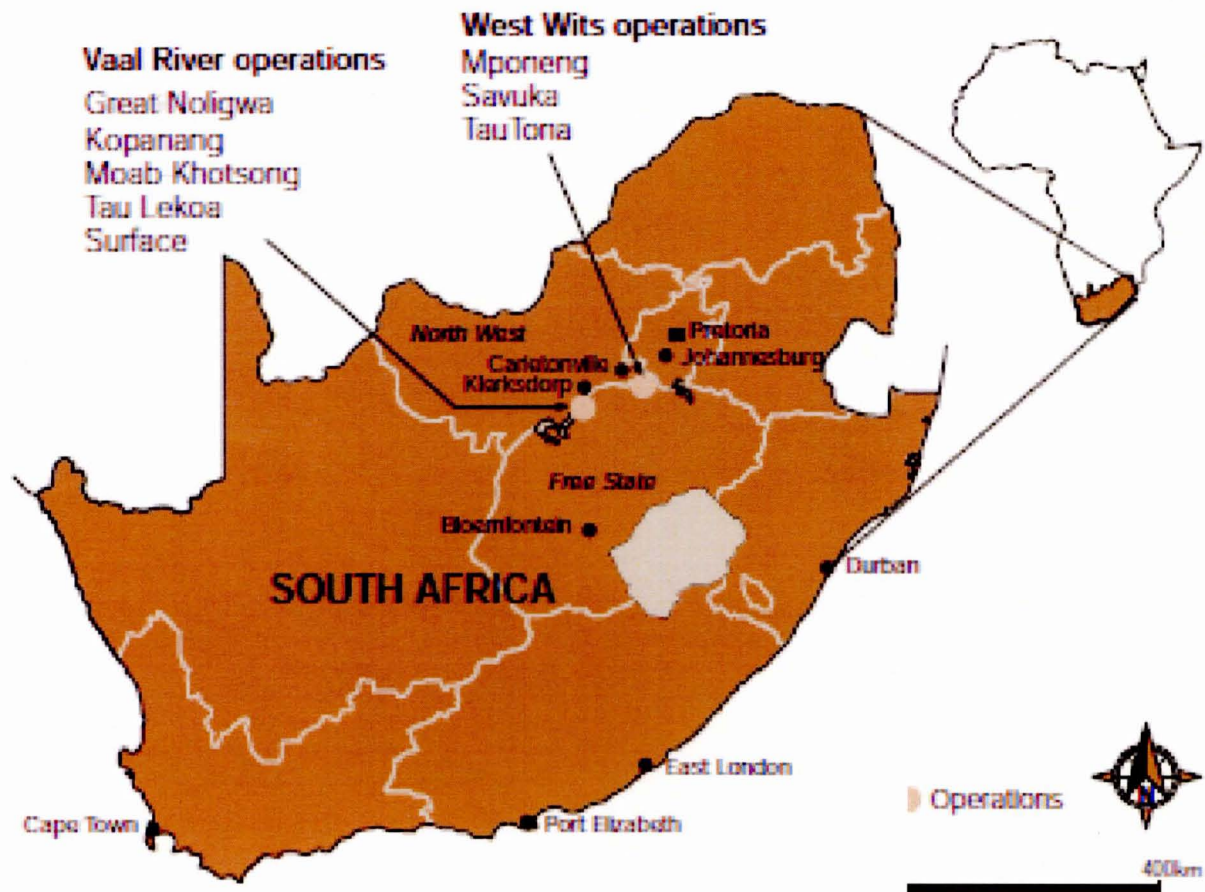 West Wits operations
Mponeng
Savuka
TauTona
Vaal River operations
Great Noligwa
Kopanang
Moab Khotsong
Tau Lekoa
Surface
North West
Pretoria
Johannesburg
Carletonville
Klerksdorp
Free State
Bloemfontein
SOUTH AFRICA
Durban
East London
Port Elizabeth
Cape Town
Operations
N
400km